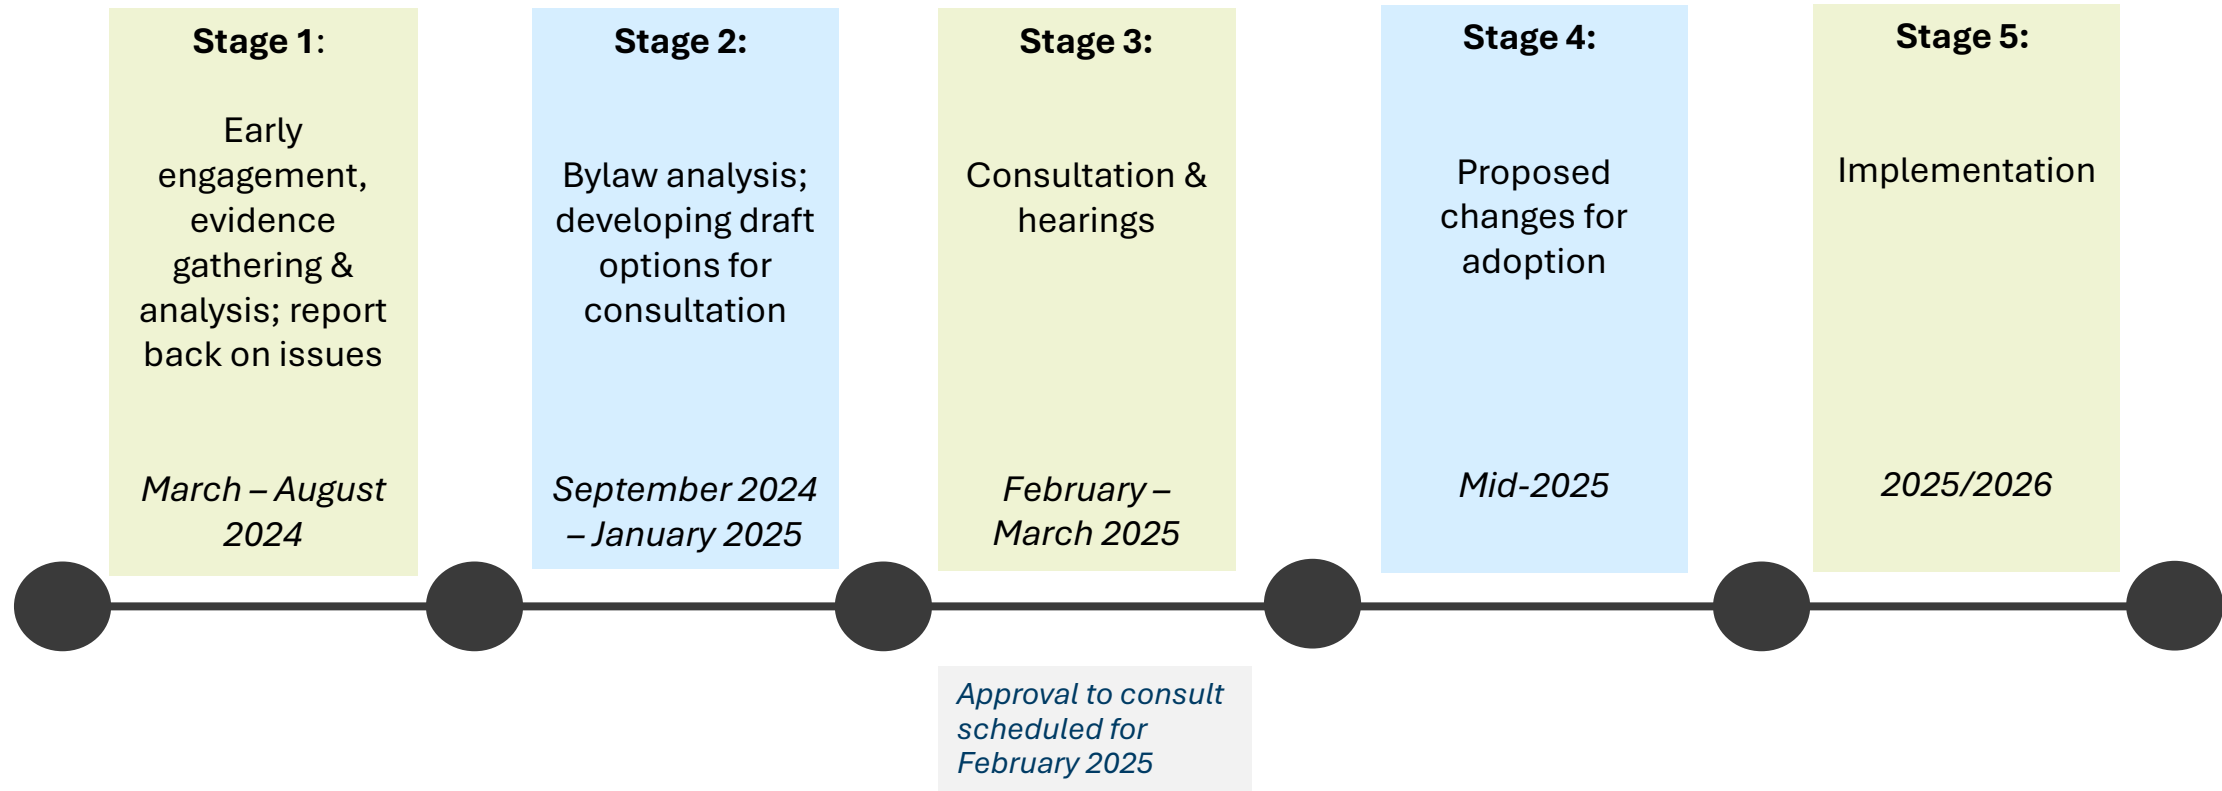 Stage 1:
Early
engagement,
evidence
gathering &
analysis; report
back on issues
March – August
2024
Stage 2:
Bylaw analysis;
developing draft
options for
consultation
September 2024
– January 2025
Stage 3:
Consultation &
hearings
February –
March 2025
Stage 4:
Proposed
changes for
adoption
Mid-2025
Stage 5:
Implementation
2025/2026
Approval to consult
scheduled for
February 2025